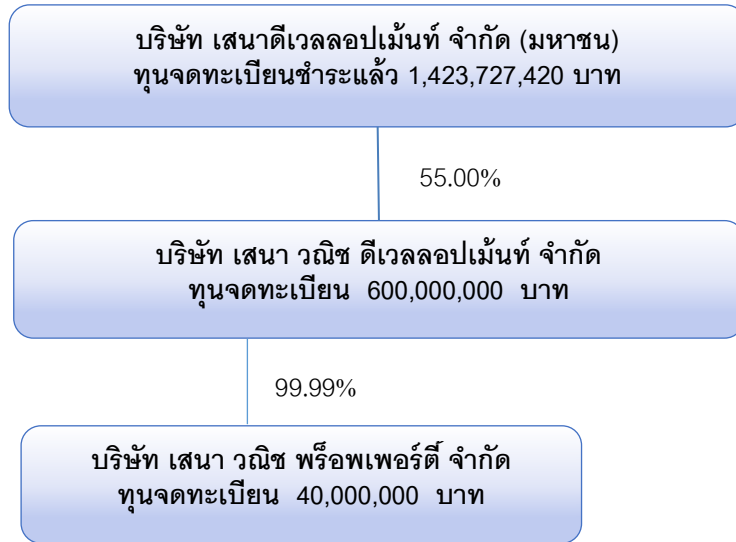 บริษัท เสนาดีเวลลอปเม้นท์ จำกัด (มหาชน)
ทุนจดทะเบียนชำระแล้ว 1,423,727,420 บาท
55.00%
บริษัท เสนา วณิช ดีเวลลอปเม้นท์ จำกัด
ทุนจดทะเบียน 600,000,000 บาท
99.99%
บริษัท เสนา วณิช พร็อพเพอร์ตี้ จำกัด
ทุนจดทะเบียน 40,000,000 บาท